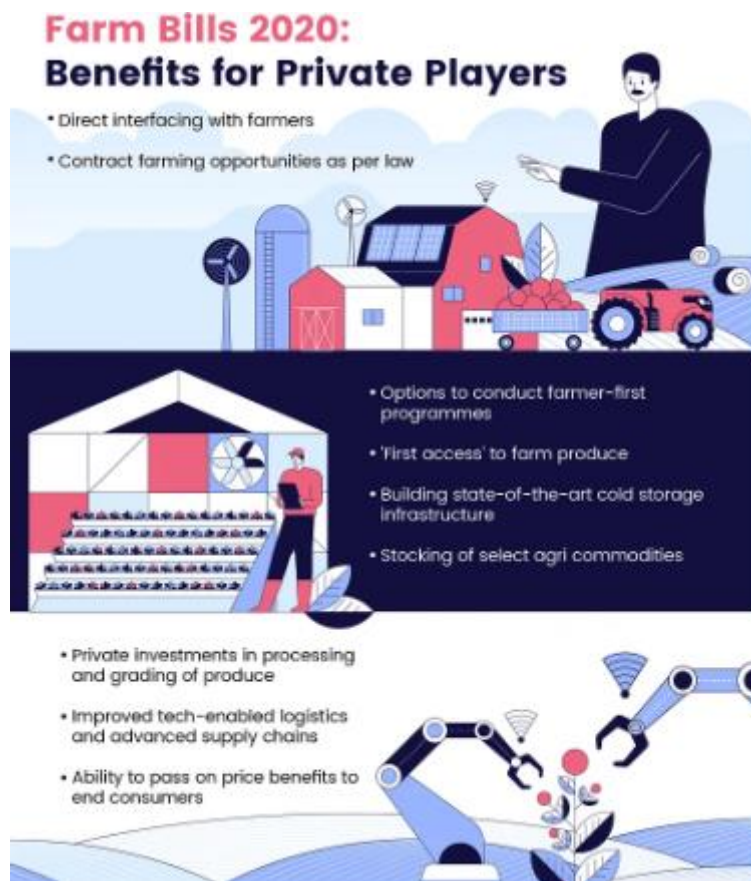 Farm Bills 2020:
Benefits for Private Players
• Direct interfacing with farmers
• Contract farming opportunities as per law
• Options to conduct farmer-first
programmes
• 'First access' to farm produce
• Building state-of-the-art cold storage
infrastructure
• Stocking of select agri commodities
• Private investments in processing
and grading of produce
• Improved tech-enabled logistics
and advanced supply chains
• Ability to pass on price benefits to
end consumers